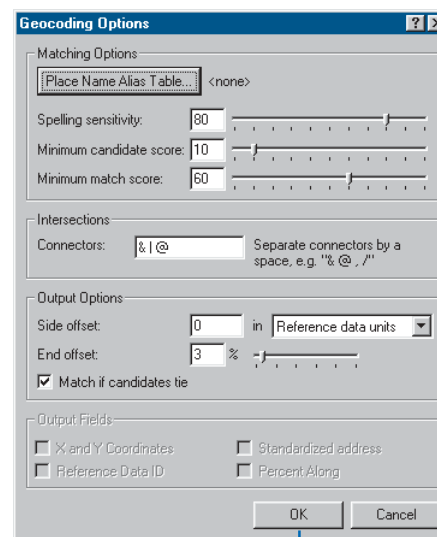 Geocoding Options
Matching Options
Place Name Alias Table... <none>
Spelling sensitivity: 80
Minimum candidate score: 10
Minimum match score: 60
Intersections
Connectors: & | @ Separate connectors by a
space, e.g. "& @ , /"
Output Options
Side offset: 0 in Reference data units
End offset: 3 %
Match if candidates tie
Output Fields
X and Y Coordinates Standardized address
Reference Data ID Percent Along
OK Cancel